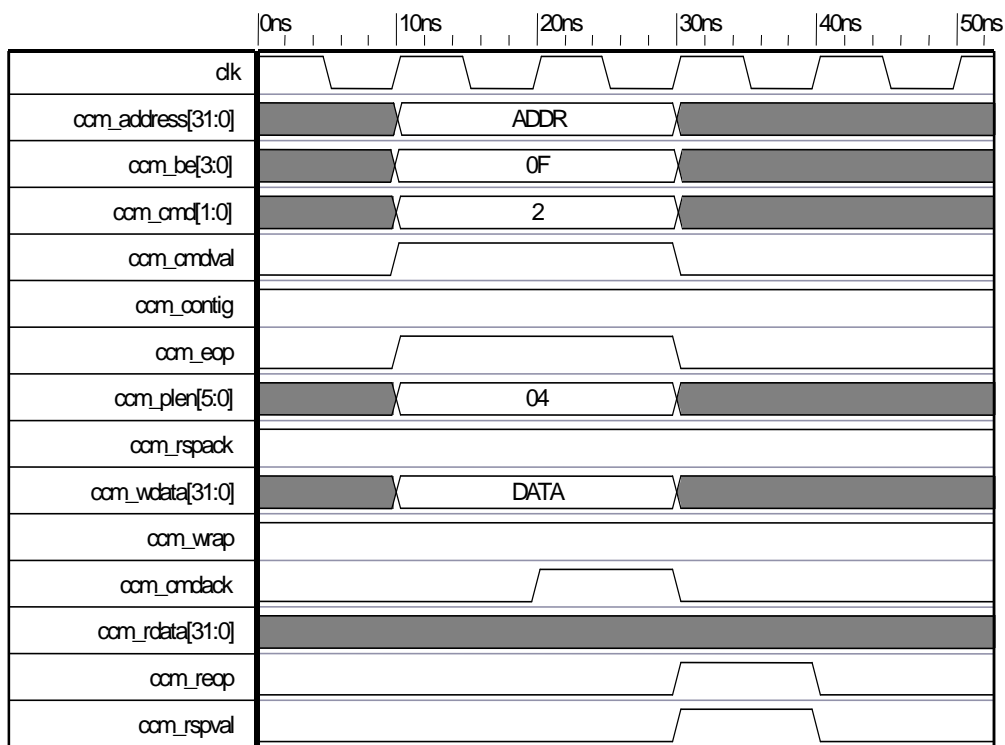 0ns 10ns 20ns 30ns 40ns 50ns
clk
ccm_address[31:0] ADDR
ccm_be[3:0] 0F
ccm_cmd[1:0] 2
ccm_cmdval
ccm_contig
ccm_eop
ccm_plen[5:0] 04
ccm_rspack
ccm_wdata[31:0] DATA
ccm_wrap
ccm_cmdack
ccm_rdata[31:0]
ccm_reop
ccm_rspval